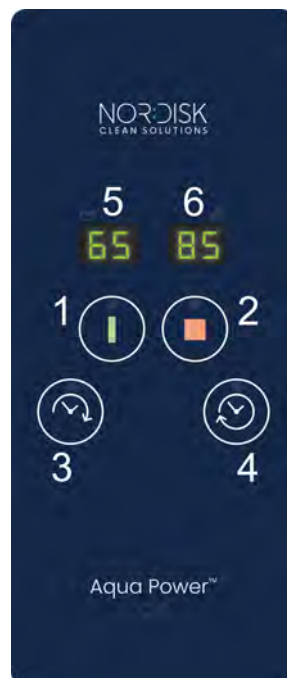 NORDISK
CLEAN SOLUTIONS
5 6
65 85
1 2
3 4
Aqua Power™